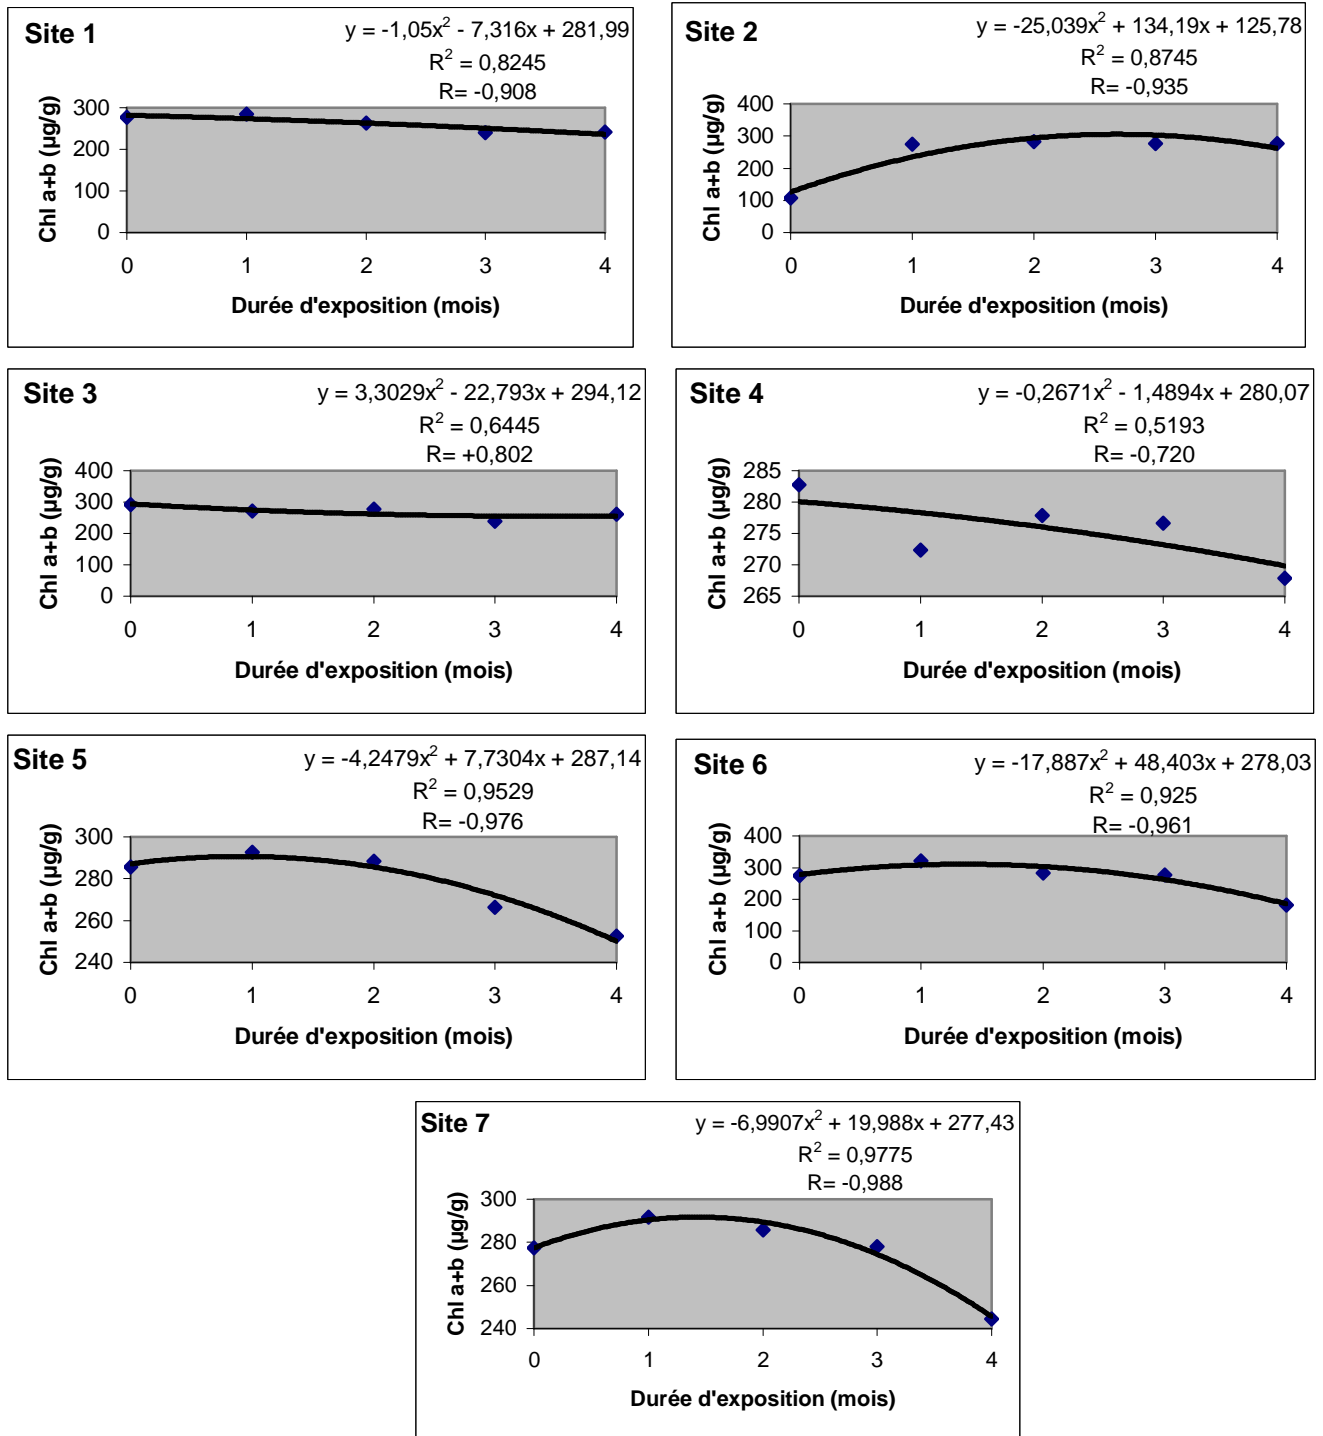 Site 1
y = -1,05x² - 7,316x + 281,99
R² = 0,8245
R= -0,908
Chl a+b (µg/g)
300
200
100
0
0 1 2 3 4
Durée d'exposition (mois)
Site 2
y = -25,039x² + 134,19x + 125,78
R² = 0,8745
R= -0,935
Chl a+b (µg/g)
400
300
200
100
0
0 1 2 3 4
Durée d'exposition (mois)
Site 3
y = 3,3029x² - 22,793x + 294,12
R² = 0,6445
R= +0,802
Chl a+b (µg/g)
400
300
200
100
0
0 1 2 3 4
Durée d'exposition (mois)
Site 4
y = -0,2671x² - 1,4894x + 280,07
R² = 0,5193
R= -0,720
Chl a+b (µg/g)
285
280
275
270
265
0 1 2 3 4
Durée d'exposition (mois)
Site 5
y = -4,2479x² + 7,7304x + 287,14
R² = 0,9529
R= -0,976
Chl a+b (µg/g)
300
280
260
240
0 1 2 3 4
Durée d'exposition (mois)
Site 6
y = -17,887x² + 48,403x + 278,03
R² = 0,925
R= -0,961
Chl a+b (µg/g)
400
300
200
100
0
0 1 2 3 4
Durée d'exposition (mois)
Site 7
y = -6,9907x² + 19,988x + 277,43
R² = 0,9775
R= -0,988
Chl a+b (µg/g)
300
280
260
240
0 1 2 3 4
Durée d'exposition (mois)